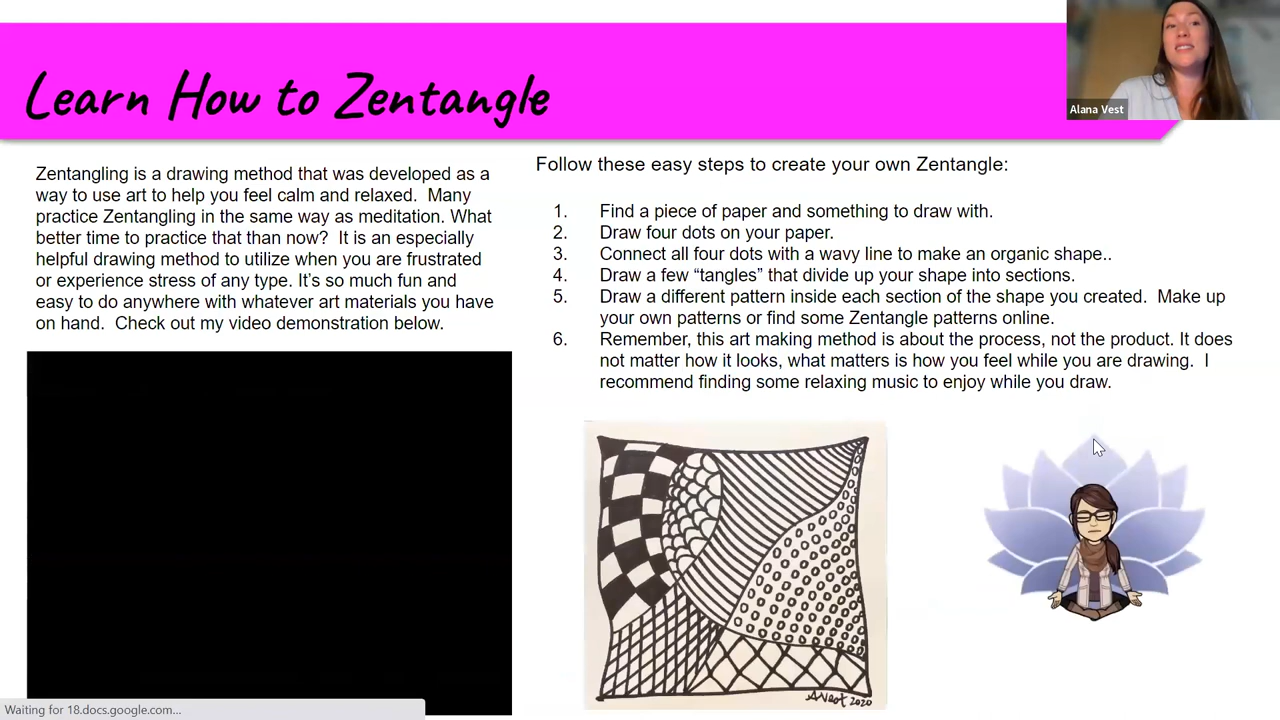 Learn How to Zentangle
Alana Vest
Zentangling is a drawing method that was developed as a
way to use art to help you feel calm and relaxed.  Many
practice Zentangling in the same way as meditation. What
better time to practice that than now?  It is an especially
helpful drawing method to utilize when you are frustrated
or experience stress of any type. It's so much fun and
easy to do anywhere with whatever art materials you have
on hand.  Check out my video demonstration below.
Follow these easy steps to create your own Zentangle:
1. Find a piece of paper and something to draw with.
2. Draw four dots on your paper.
3. Connect all four dots with a wavy line to make an organic shape..
4. Draw a few “tangles” that divide up your shape into sections.
5. Draw a different pattern inside each section of the shape you created.  Make up
your own patterns or find some Zentangle patterns online.
6. Remember, this art making method is about the process, not the product. It does
not matter how it looks, what matters is how you feel while you are drawing.  I
recommend finding some relaxing music to enjoy while you draw.
AVest 2020
Waiting for 18.docs.google.com...